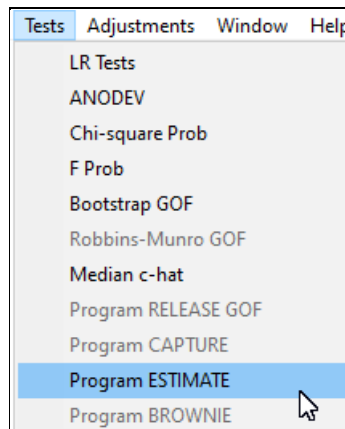 Tests Adjustments Window Help
LR Tests
ANODEV
Chi-square Prob
F Prob
Bootstrap GOF
Robbins-Munro GOF
Median c-hat
Program RELEASE GOF
Program CAPTURE
Program ESTIMATE
Program BROWNIE